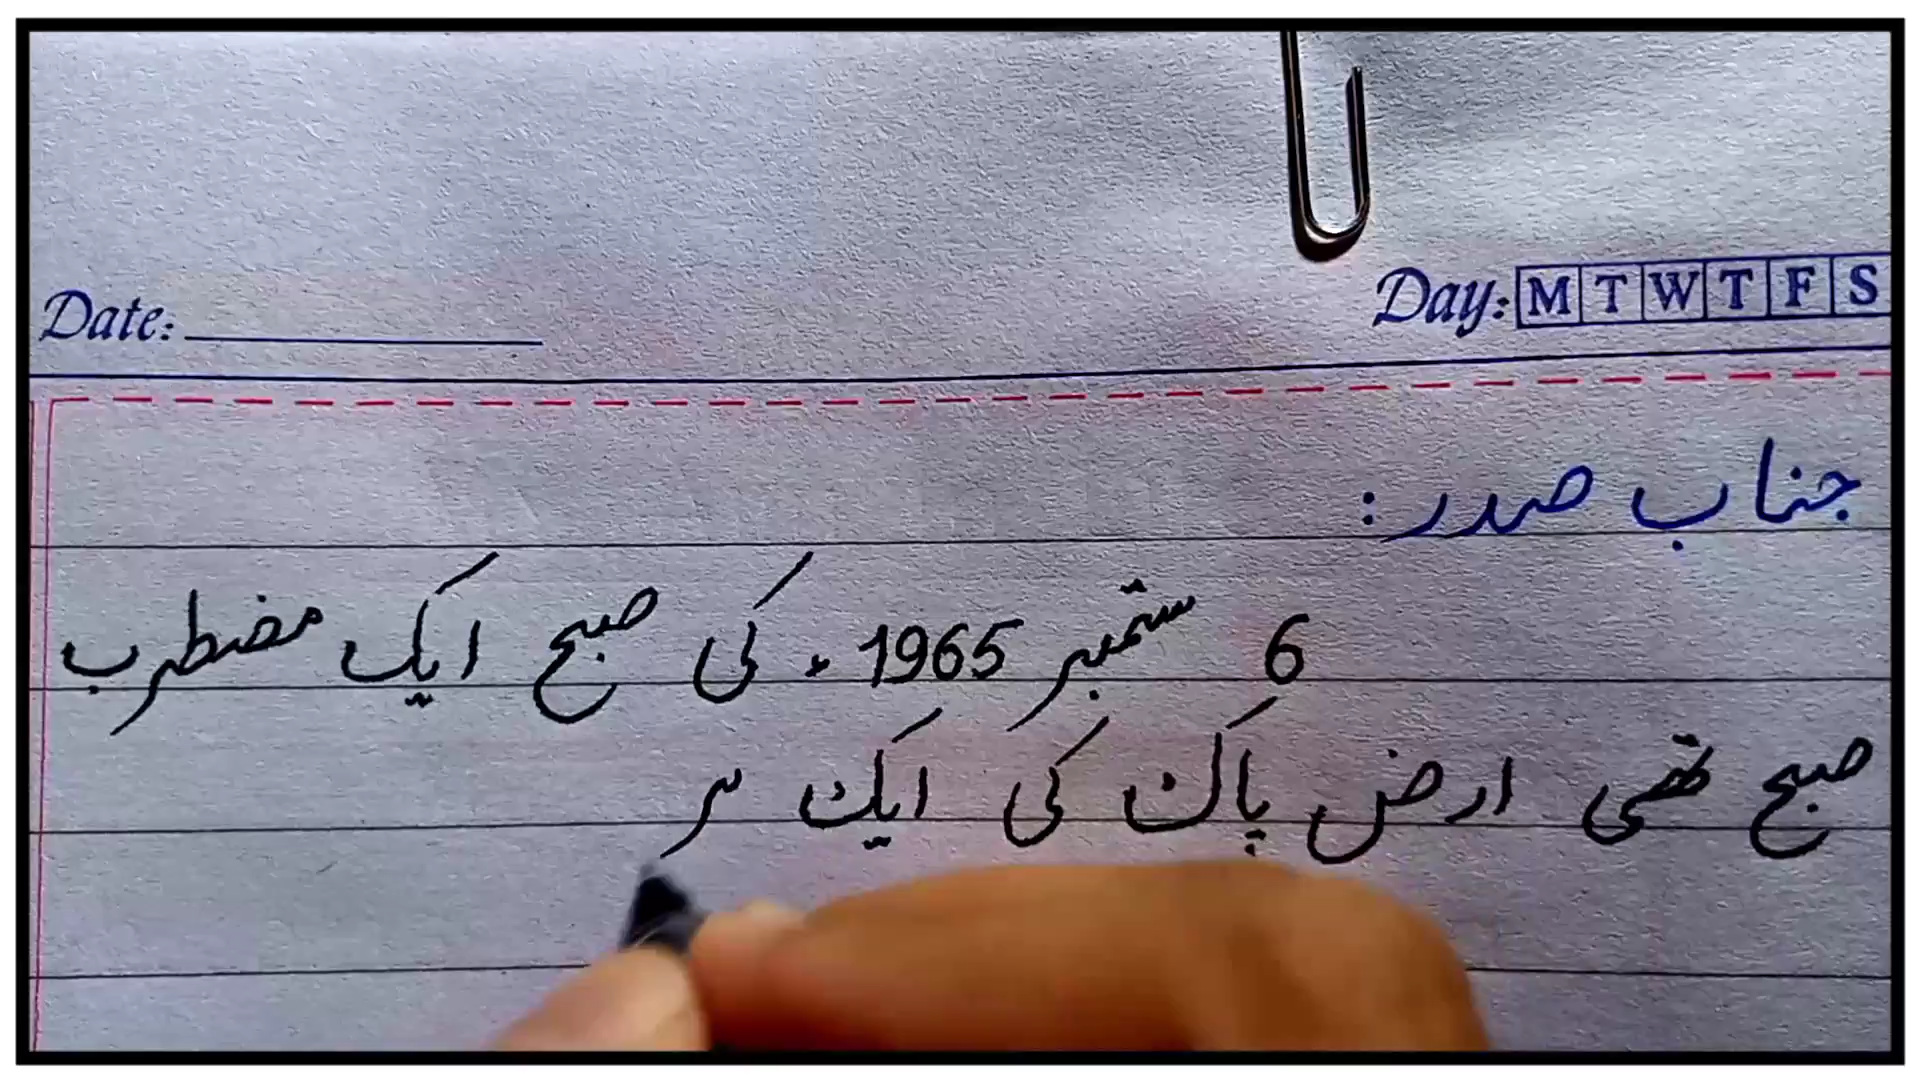 Date: Day: M T W T F S
جناب صدر:
6 ستمبر 1965ء کی صبح ایک مضطرب
صبح تھی ارض پاک کی ایک سر